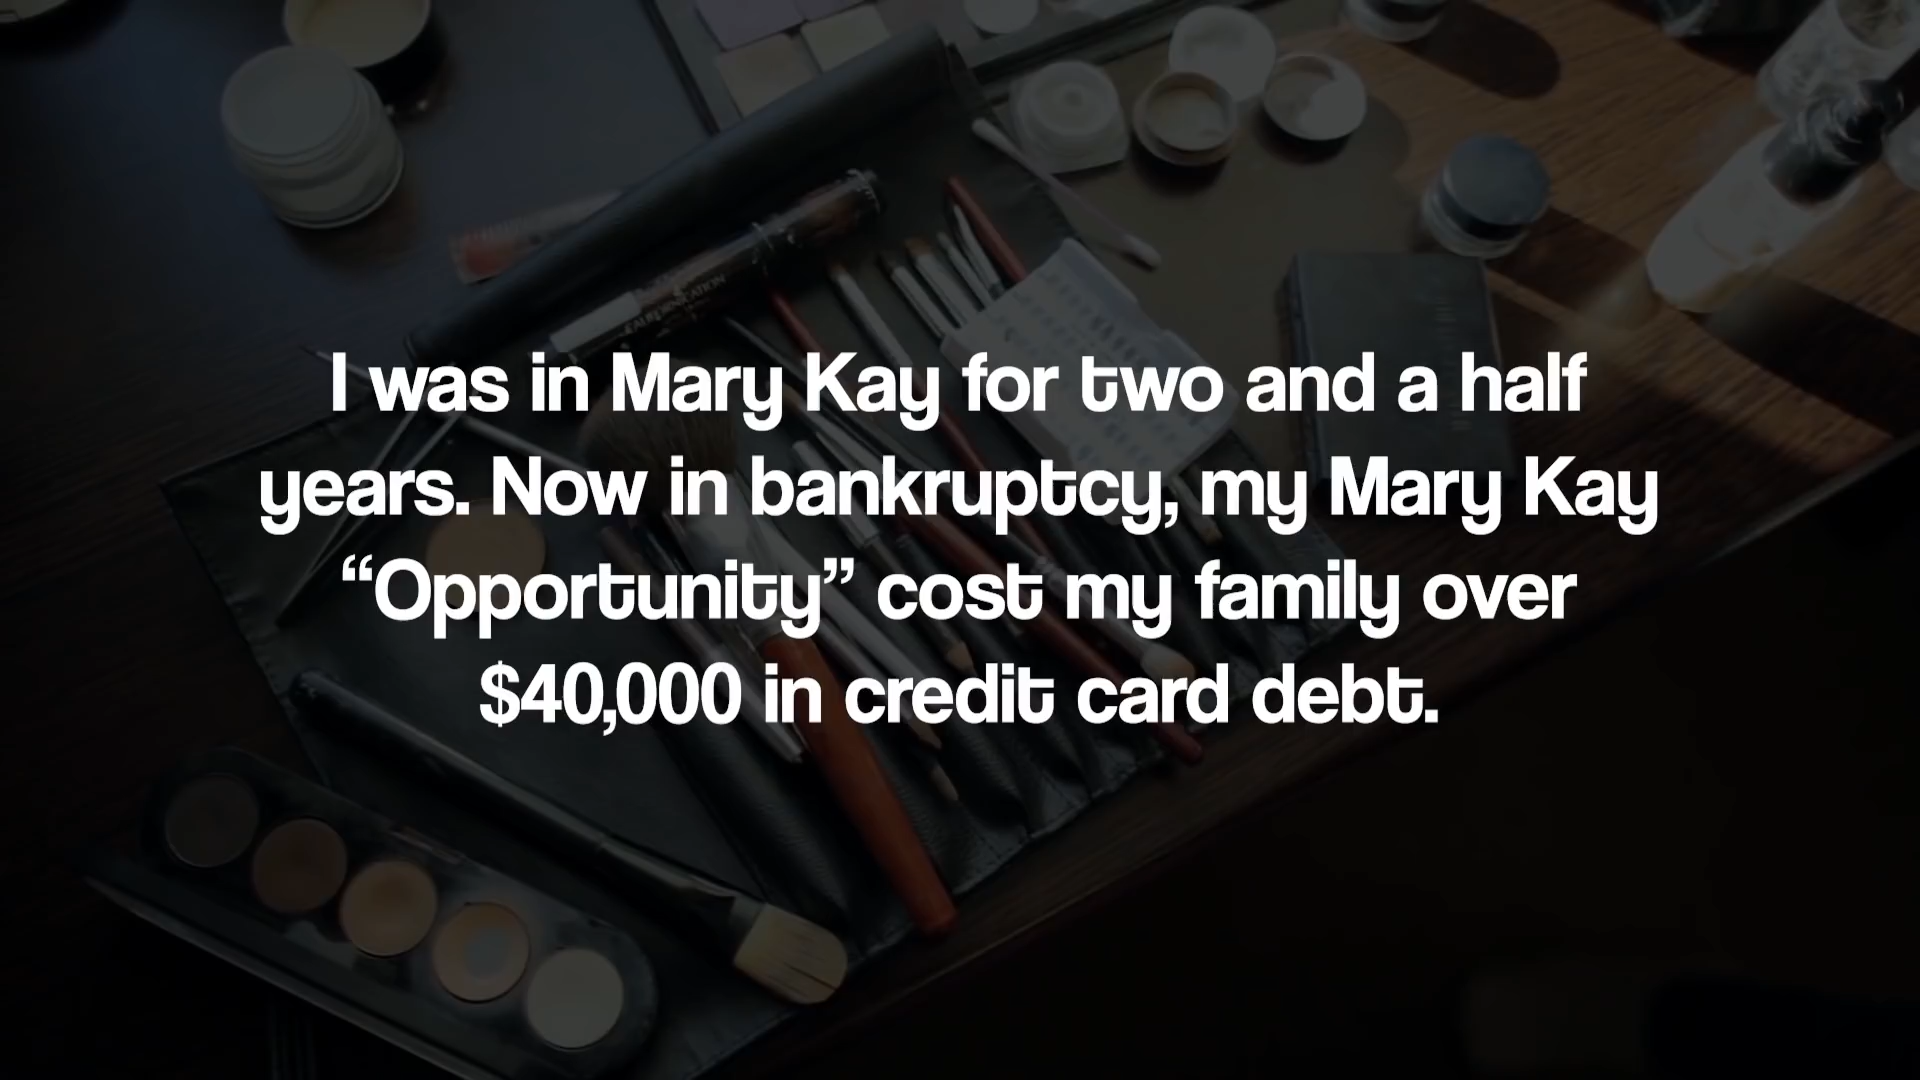 I was in Mary Kay for two and a half
years. Now in bankruptcy, my Mary Kay
“Opportunity” cost my family over
$40,000 in credit card debt.